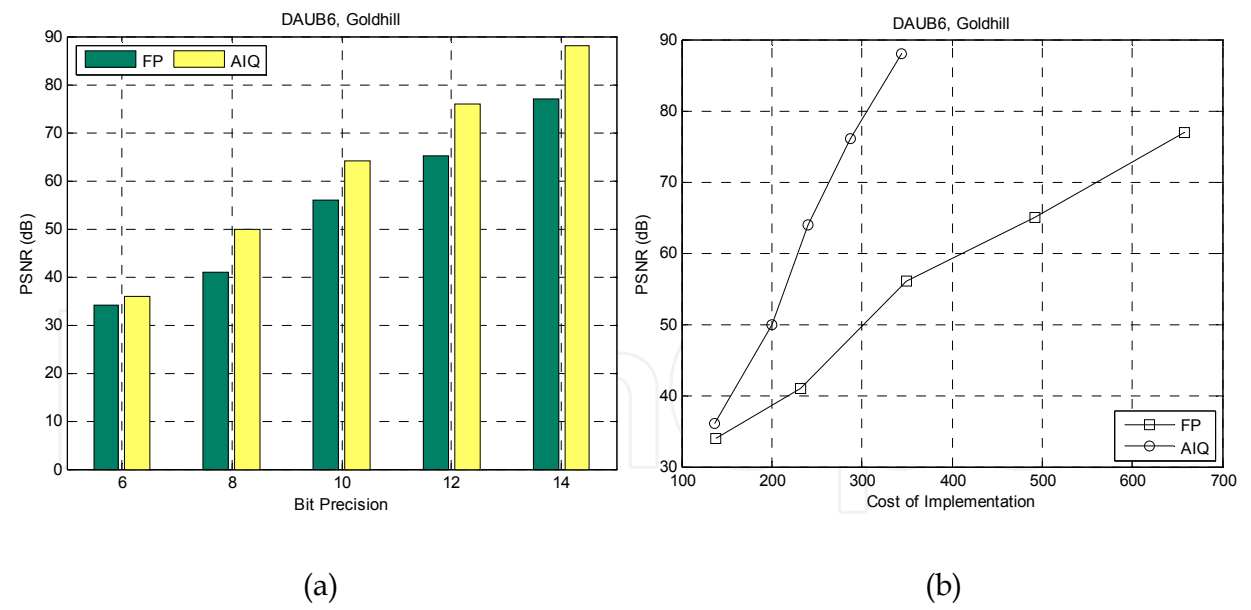 DAUB6, Goldhill
90
80
70
60
50
40
30
20
10
0
PSNR (dB)
FP
AIQ
6 8 10 12 14
Bit Precision
(a)
DAUB6, Goldhill
90
80
70
60
50
40
30
PSNR (dB)
FP
AIQ
100 200 300 400 500 600 700
Cost of Implementation
(b)